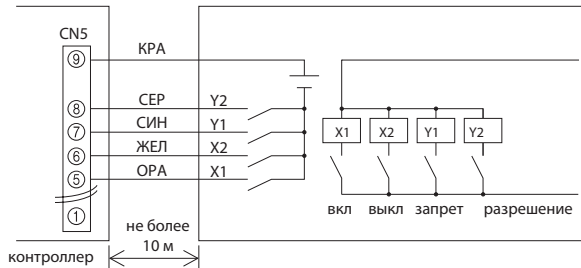 CN5
⑨ КРА
⑧ СЕР Y2
⑦ СИН Y1
⑥ ЖЕЛ X2
⑤ ОРА X1
①
X1 X2 Y1 Y2
вкл выкл запрет разрешение
не более
10 м
контроллер